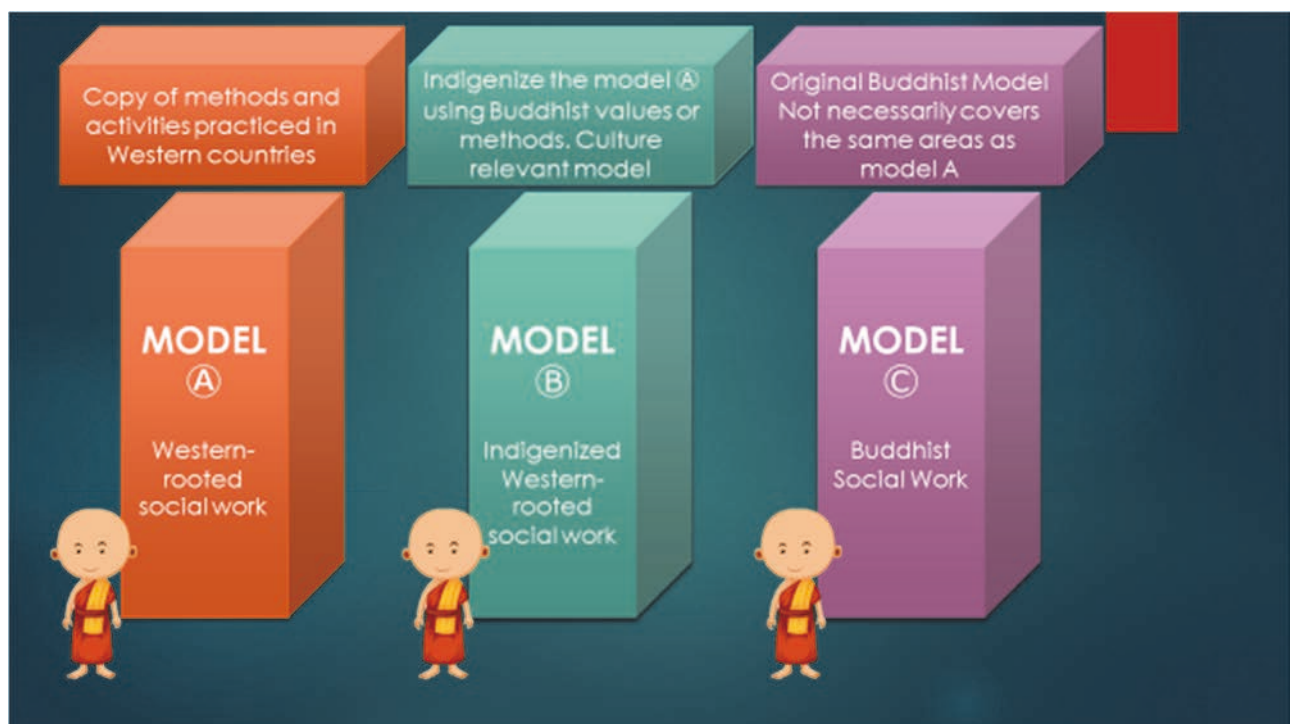 Copy of methods and
activities practiced in
Western countries
Indigenize the model Ⓐ
using Buddhist values or
methods. Culture
relevant model
Original Buddhist Model
Not necessarily covers
the same areas as
model A
MODEL
Ⓐ
Western-
rooted
social work
MODEL
Ⓑ
Indigenized
Western-
rooted
social work
MODEL
Ⓒ
Buddhist
Social Work